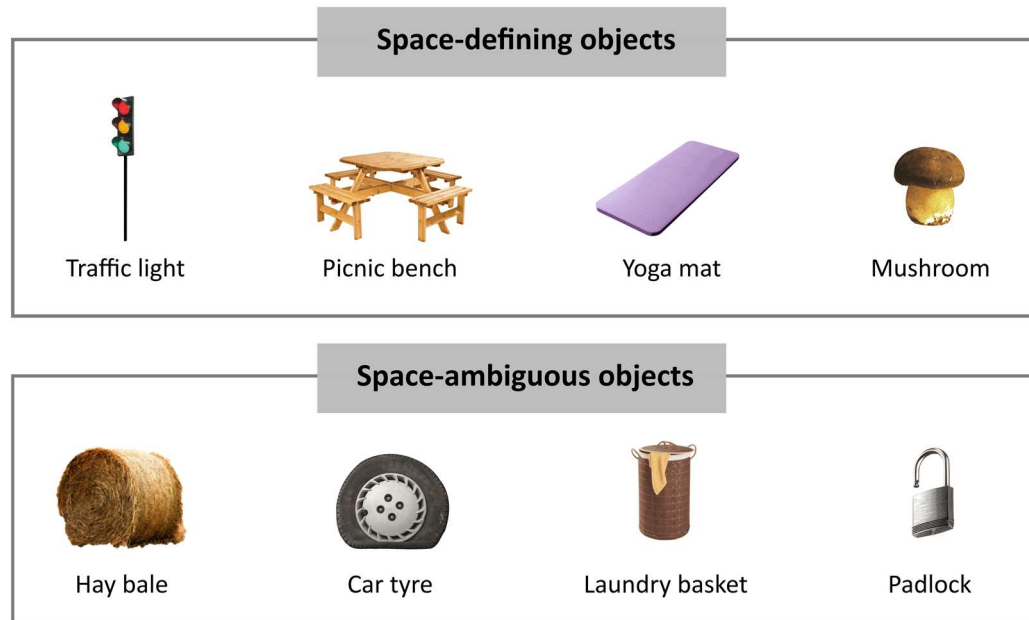 Space-defining objects
Traffic light
Picnic bench
Yoga mat
Mushroom
Space-ambiguous objects
Hay bale
Car tyre
Laundry basket
Padlock